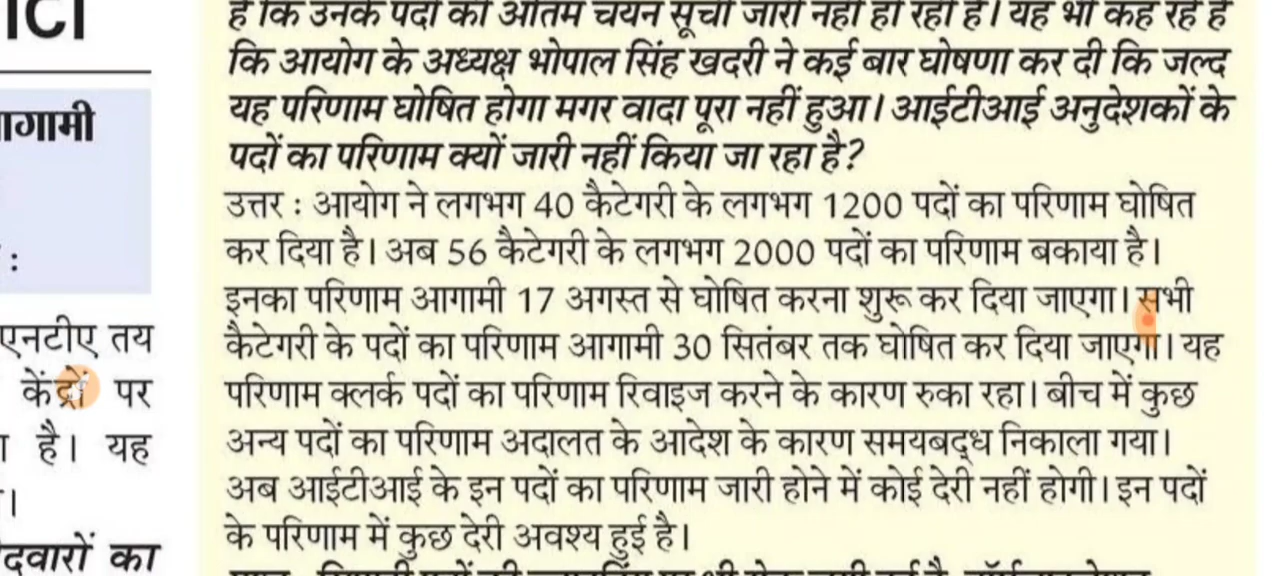 टी
आगामी
:
एनटीए तय
केंद्रों पर
है। यह
।
है कि उनके पदों की अंतिम चयन सूची जारी नहीं हो रही है। यह भी कह रहे हैं
कि आयोग के अध्यक्ष भोपाल सिंह खदरी ने कई बार घोषणा कर दी कि जल्द
यह परिणाम घोषित होगा मगर वादा पूरा नहीं हुआ। आईटीआई अनुदेशकों के
पदों का परिणाम क्यों जारी नहीं किया जा रहा है?
उत्तर : आयोग ने लगभग 40 कैटेगरी के लगभग 1200 पदों का परिणाम घोषित
कर दिया है। अब 56 कैटेगरी के लगभग 2000 पदों का परिणाम बकाया है।
इनका परिणाम आगामी 17 अगस्त से घोषित करना शुरू कर दिया जाएगा। सभी
कैटेगरी के पदों का परिणाम आगामी 30 सितंबर तक घोषित कर दिया जाएगा। यह
परिणाम क्लर्क पदों का परिणाम रिवाइज करने के कारण रुका रहा। बीच में कुछ
अन्य पदों का परिणाम अदालत के आदेश के कारण समयबद्ध निकाला गया।
अब आईटीआई के इन पदों का परिणाम जारी होने में कोई देरी नहीं होगी। इन पदों
के परिणाम में कुछ देरी अवश्य हुई है।